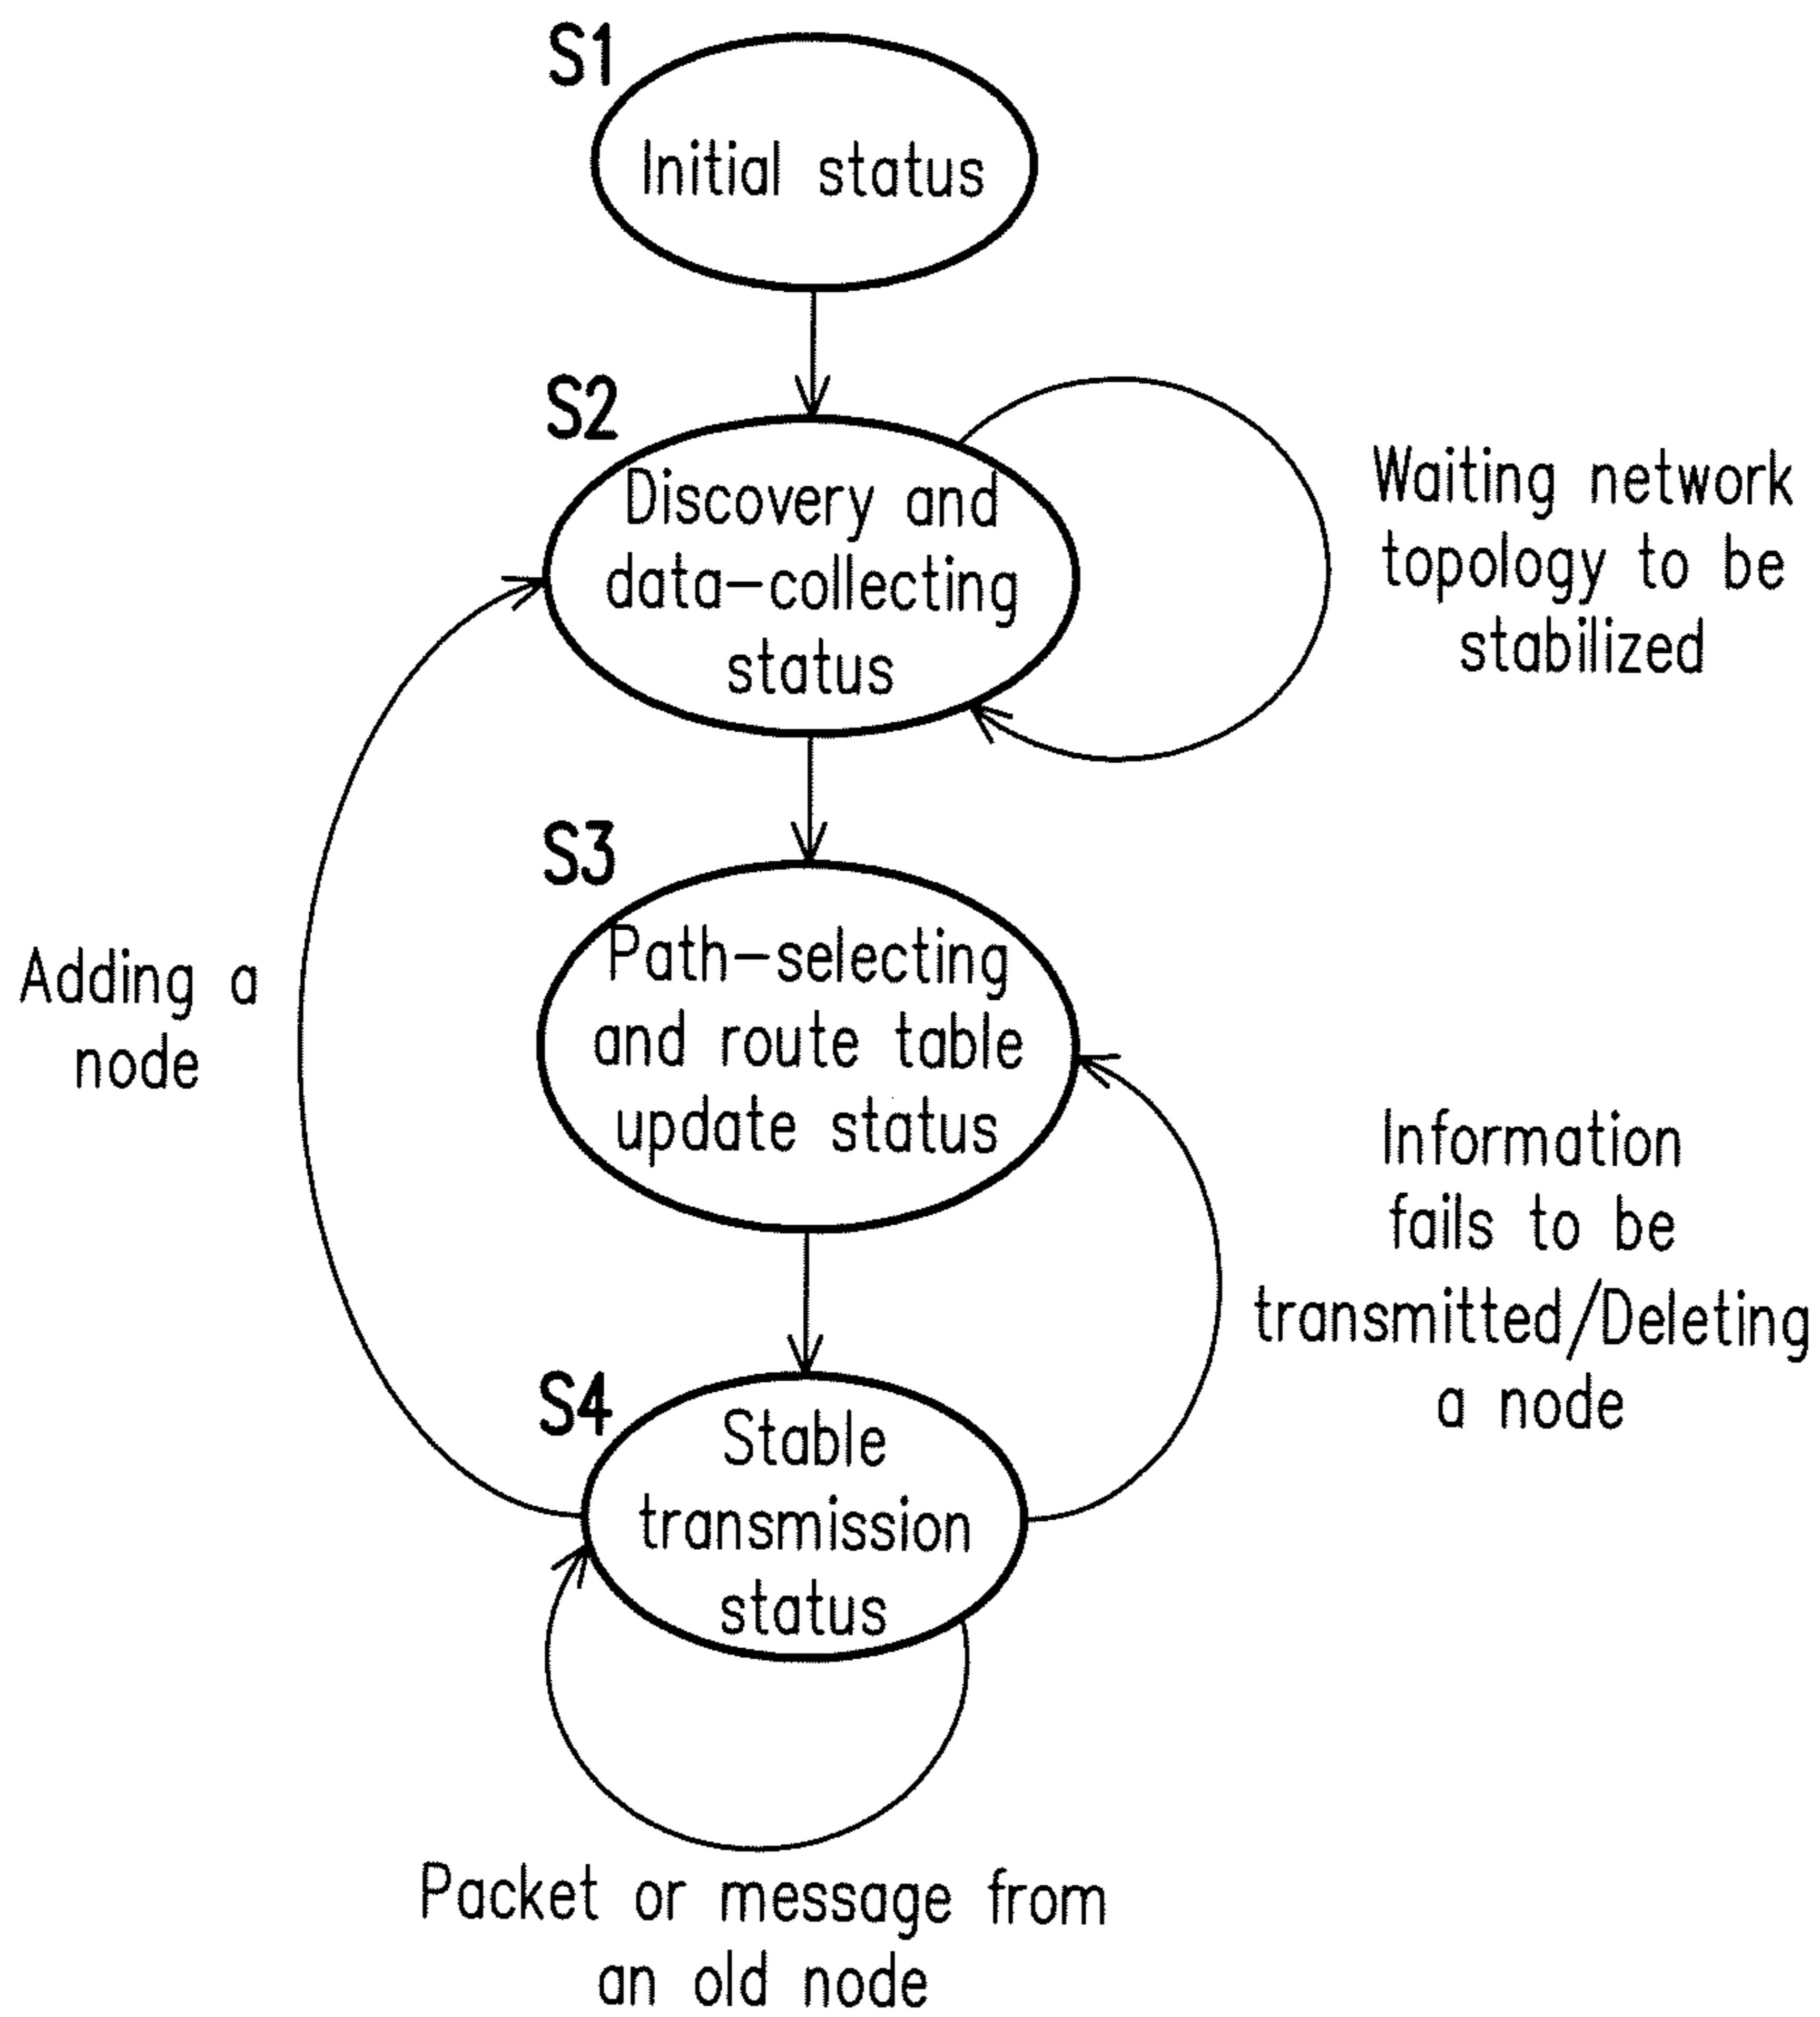 S1
Initial status
S2
Discovery and
data-collecting
status
Waiting network
topology to be
stabilized
S3
Path-selecting
and route table
update status
Adding a
node
Information
fails to be
transmitted/Deleting
a node
S4
Stable
transmission
status
Packet or message from
an old node